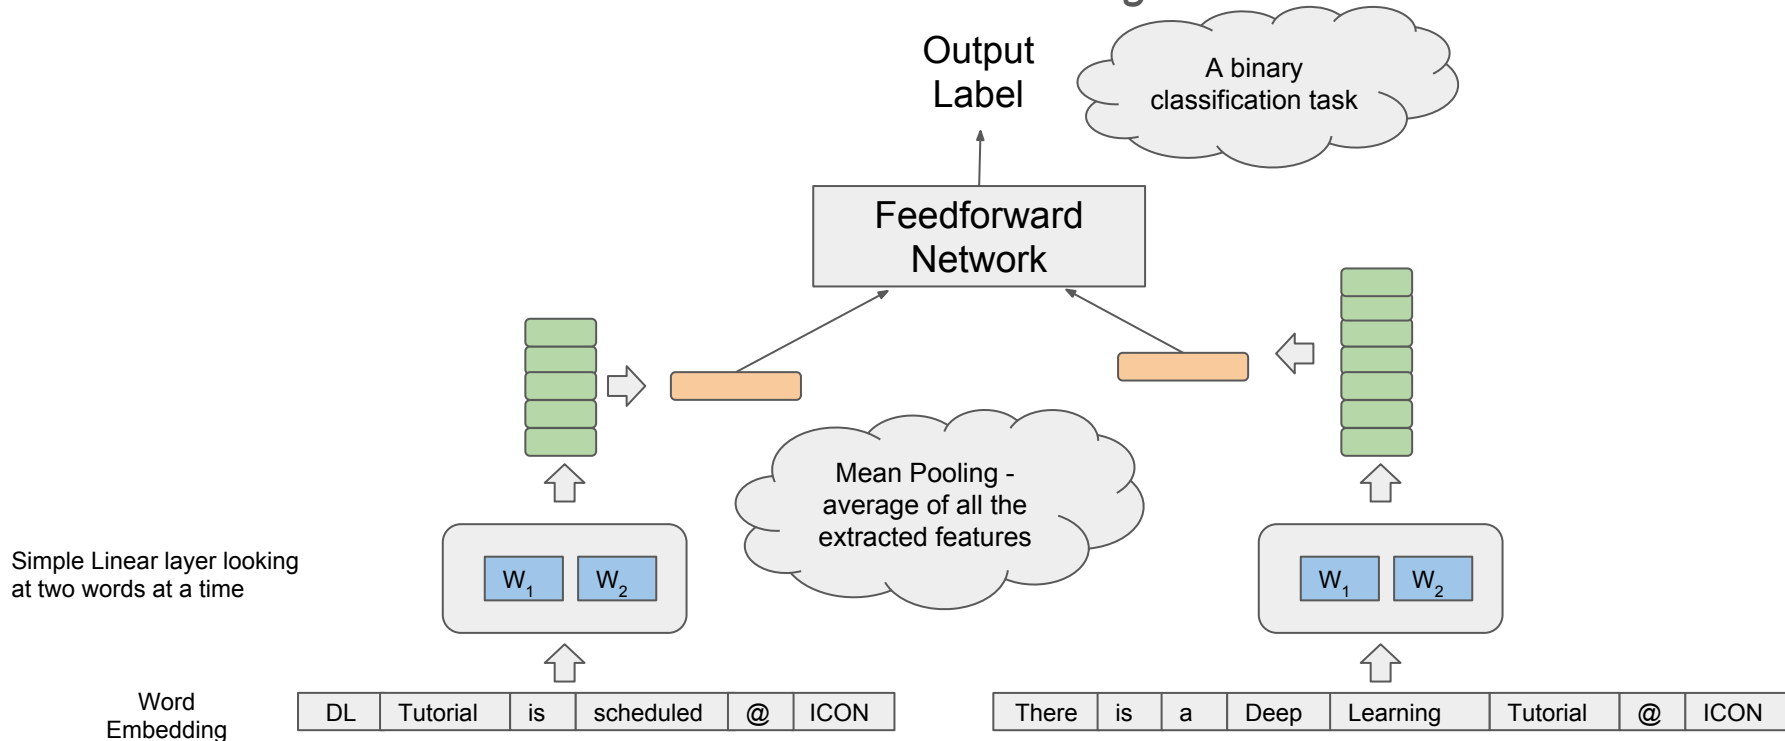 Output
Label
A binary
classification task
Feedforward
Network
Mean Pooling -
average of all the
extracted features
Simple Linear layer looking
at two words at a time
W1 W2
W1 W2
Word
Embedding
DL Tutorial is scheduled @ ICON
There is a Deep Learning Tutorial @ ICON